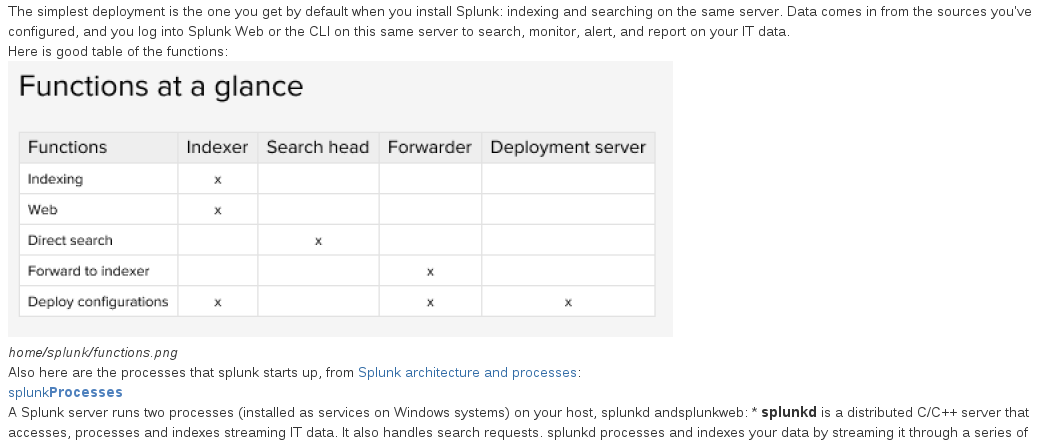 The simplest deployment is the one you get by default when you install Splunk: indexing and searching on the same server. Data comes in from the sources you've
configured, and you log into Splunk Web or the CLI on this same server to search, monitor, alert, and report on your IT data.
Here is good table of the functions:
Functions at a glance
Functions Indexer Search head Forwarder Deployment server
Indexing x
Web x
Direct search x
Forward to indexer x
Deploy configurations x x x
home/splunk/functions.png
Also here are the processes that splunk starts up, from Splunk architecture and processes:
splunkProcesses
A Splunk server runs two processes (installed as services on Windows systems) on your host, splunkd andsplunkweb: * splunkd is a distributed C/C++ server that
accesses, processes and indexes streaming IT data. It also handles search requests. splunkd processes and indexes your data by streaming it through a series of